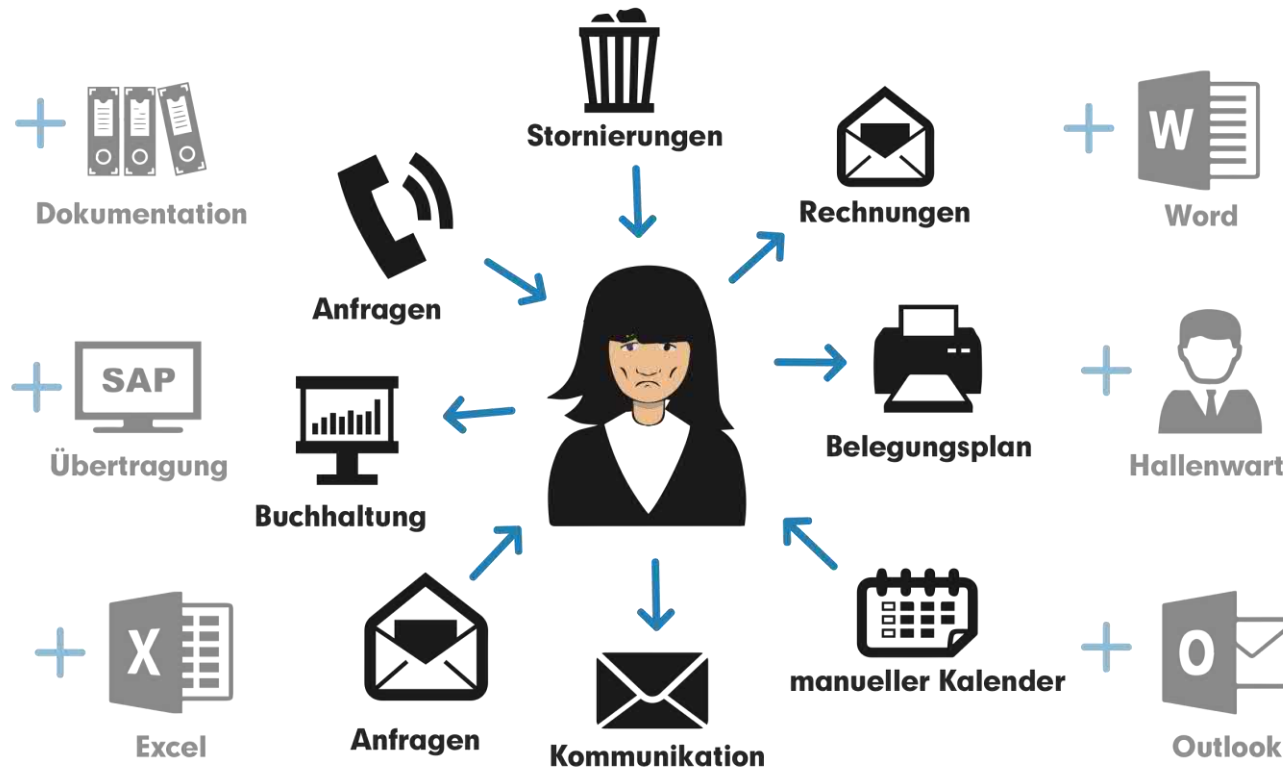 Stornierungen
Dokumentation
Rechnungen
W
Word
Anfragen
SAP
Übertragung
Buchhaltung
Belegungsplan
Hallenwart
X
Excel
Anfragen
Kommunikation
manueller Kalender
O
Outlook